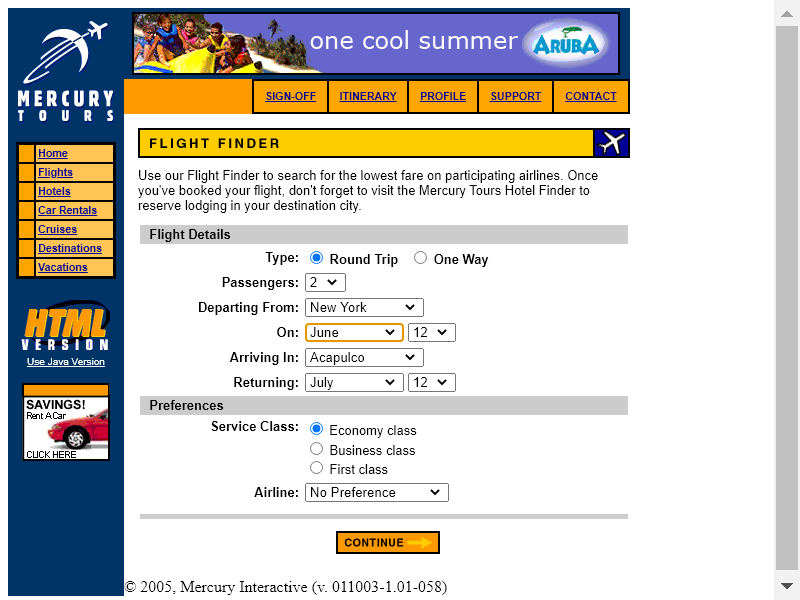 one cool summer ARUBA
MERCURY
TOURS
SIGN-OFF ITINERARY PROFILE SUPPORT CONTACT
Home
Flights
Hotels
Car Rentals
Cruises
Destinations
Vacations
HTML
VERSION
Use Java Version
SAVINGS!
Rent A Car
CLICK HERE
FLIGHT FINDER
Use our Flight Finder to search for the lowest fare on participating airlines. Once
you've booked your flight, don't forget to visit the Mercury Tours Hotel Finder to
reserve lodging in your destination city.
Flight Details
Type: Round Trip One Way
Passengers: 2
Departing From: New York
On: June 12
Arriving In: Acapulco
Returning: July 12
Preferences
Service Class: Economy class
Business class
First class
Airline: No Preference
CONTINUE
© 2005, Mercury Interactive (v. 011003-1.01-058)